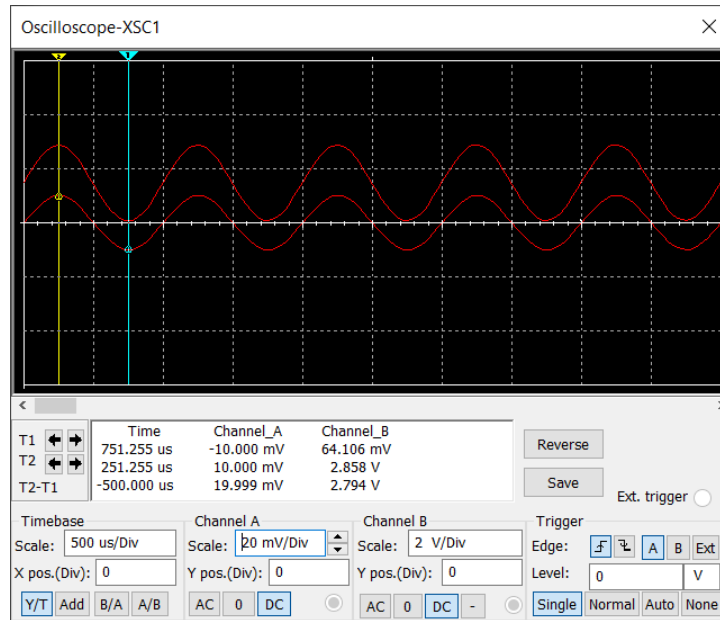 Oscilloscope-XSC1
2 1
T1
T2
T2-T1
Time Channel_A Channel_B
751.255 us -10.000 mV 64.106 mV
251.255 us 10.000 mV 2.858 V
-500.000 us 19.999 mV 2.794 V
Reverse
Save
Ext. trigger
Timebase
Scale: 500 us/Div
X pos.(Div): 0
Y/T Add B/A A/B
Channel A
Scale: 20 mV/Div
Y pos.(Div): 0
AC 0 DC
Channel B
Scale: 2 V/Div
Y pos.(Div): 0
AC 0 DC -
Trigger
Edge: A B Ext
Level: 0 V
Single Normal Auto None